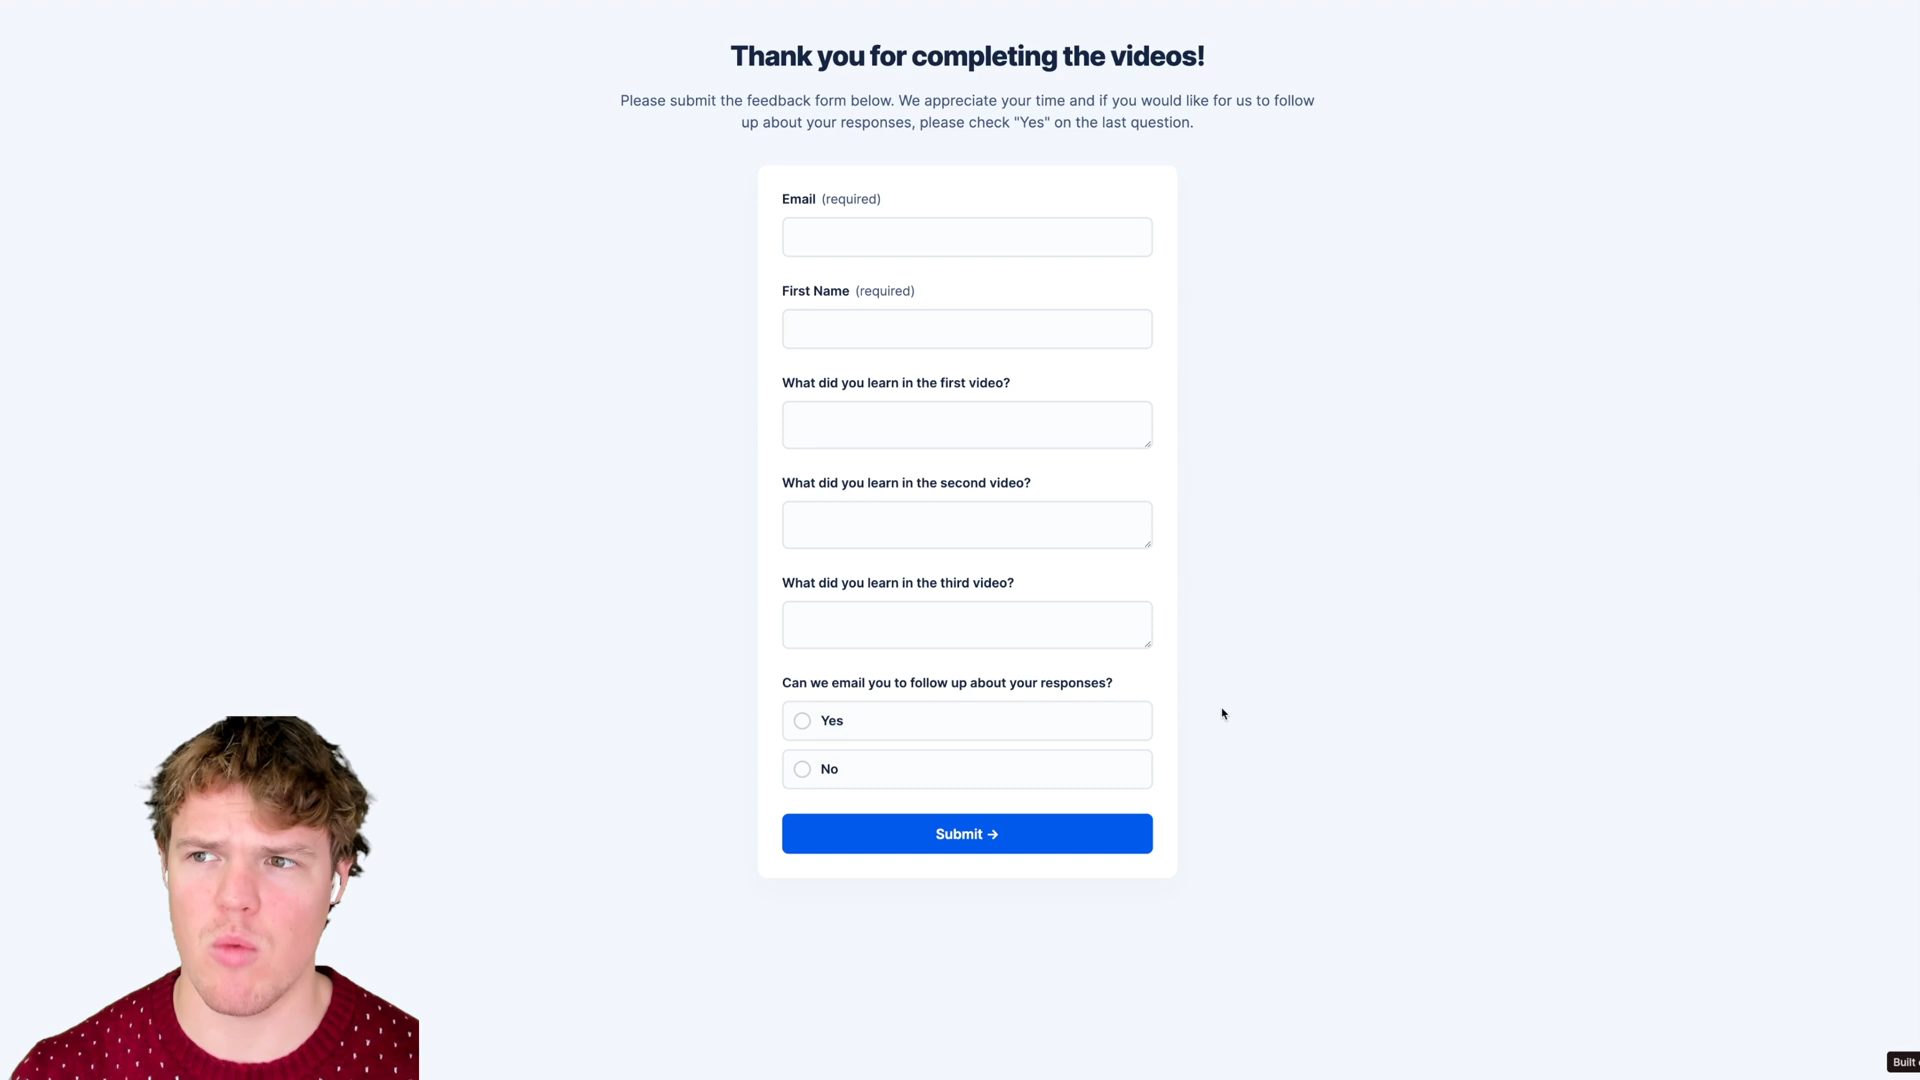 Thank you for completing the videos!
Please submit the feedback form below. We appreciate your time and if you would like for us to follow
up about your responses, please check "Yes" on the last question.
Email (required)
First Name (required)
What did you learn in the first video?
What did you learn in the second video?
What did you learn in the third video?
Can we email you to follow up about your responses?
Yes
No
Submit →
Built